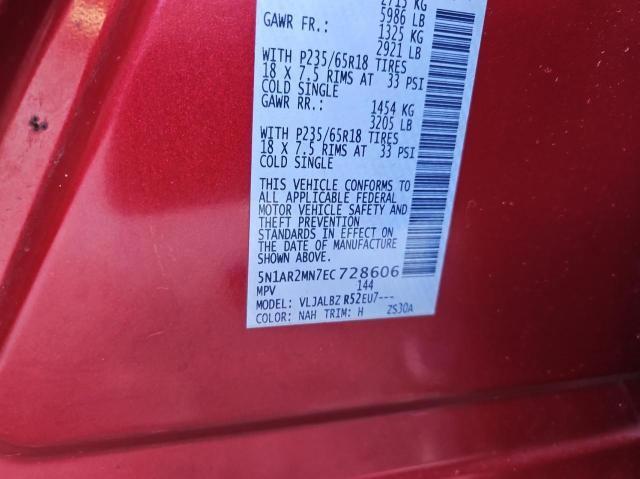 2715 KG
5986 LB
GAWR FR.: 1325 KG
2921 LB
WITH P235/65R18 TIRES
18 X 7.5 RIMS AT 33 PSI
COLD SINGLE
GAWR RR.: 1454 KG
3205 LB
WITH P235/65R18 TIRES
18 X 7.5 RIMS AT 33 PSI
COLD SINGLE
THIS VEHICLE CONFORMS TO
ALL APPLICABLE FEDERAL
MOTOR VEHICLE SAFETY AND
THEFT PREVENTION
STANDARDS IN EFFECT ON
THE DATE OF MANUFACTURE
SHOWN ABOVE.
5N1AR2MN7EC728606
MPV 144
MODEL: VLJALBZ R52EU7---
COLOR: NAH TRIM: H ZS30A